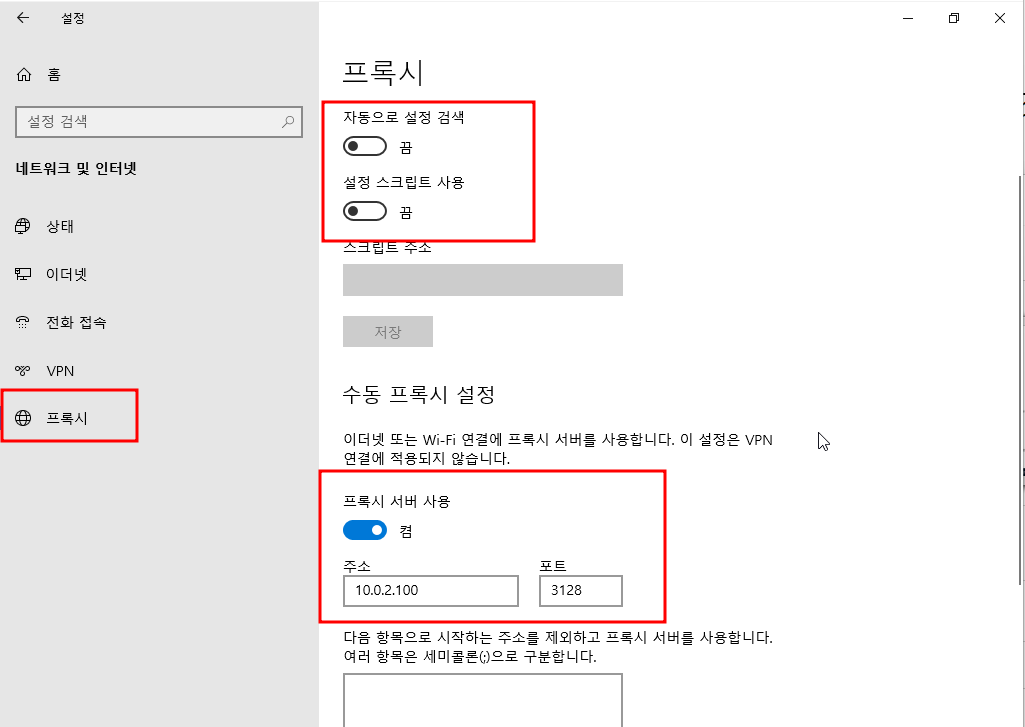 설정
홈
설정 검색
네트워크 및 인터넷
상태
이더넷
전화 접속
VPN
프록시
프록시
자동으로 설정 검색
끔
설정 스크립트 사용
끔
스크립트 주소
저장
수동 프록시 설정
이더넷 또는 Wi-Fi 연결에 프록시 서버를 사용합니다. 이 설정은 VPN
연결에 적용되지 않습니다.
프록시 서버 사용
켬
주소 포트
10.0.2.100 3128
다음 항목으로 시작하는 주소를 제외하고 프록시 서버를 사용합니다.
여러 항목은 세미콜론(;)으로 구분합니다.